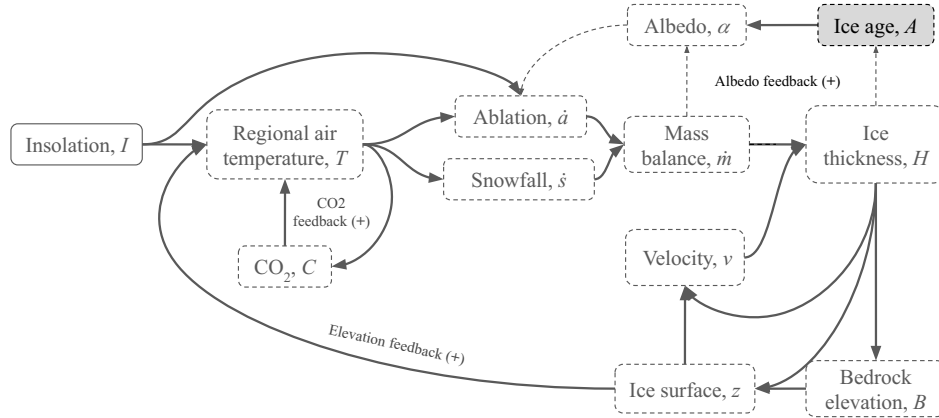 Albedo, α
Ice age, A
Albedo feedback (+)
Ablation, ȧ
Insolation, I
Regional air
temperature, T
Mass
balance, ṁ
Ice
thickness, H
Snowfall, ṡ
CO2
feedback (+)
CO₂, C
Velocity, v
Elevation feedback (+)
Ice surface, z
Bedrock
elevation, B